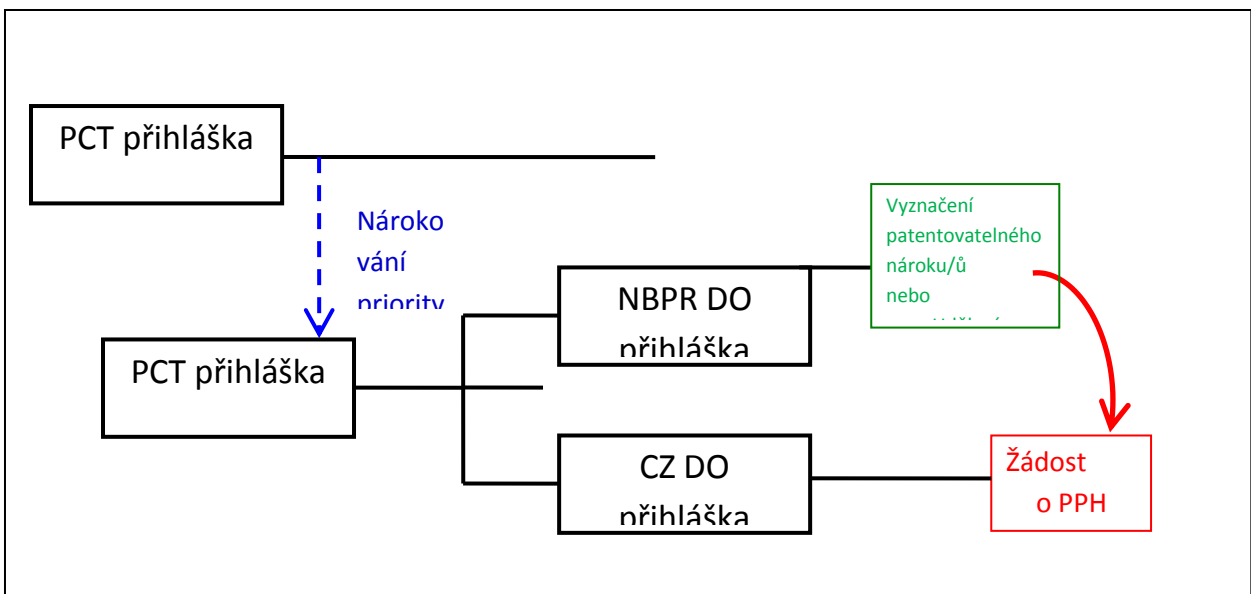 PCT přihláška
Nároko
vání
priority
PCT přihláška
NBPR DO
přihláška
CZ DO
přihláška
Vyznačení
patentovatelného
nároku/ů
nebo
Žádost
o PPH